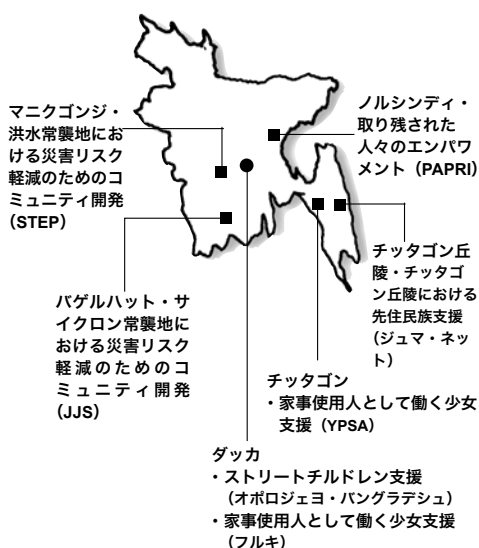 マニクゴンジ・
洪水常襲地にお
ける災害リスク
軽減のためのコ
ミュニティ開発
(STEP)
ノルシンディ・
取り残された
人々のエンパワ
メント (PAPRI)
チッタゴン丘
陵・チッタゴ
ン丘陵における
先住民族支援
(ジュマ・ネッ
ト)
バゲルハット・サ
イクロン常襲地に
おける災害リスク
軽減のためのコ
ミュニティ開発
(JJS)
チッタゴン
・家事使用人として働く少女
支援 (YPSA)
ダッカ
・ストリートチルドレン支援
(オポロジェヨ・バングラデシュ)
・家事使用人として働く少女支援
(フルキ)